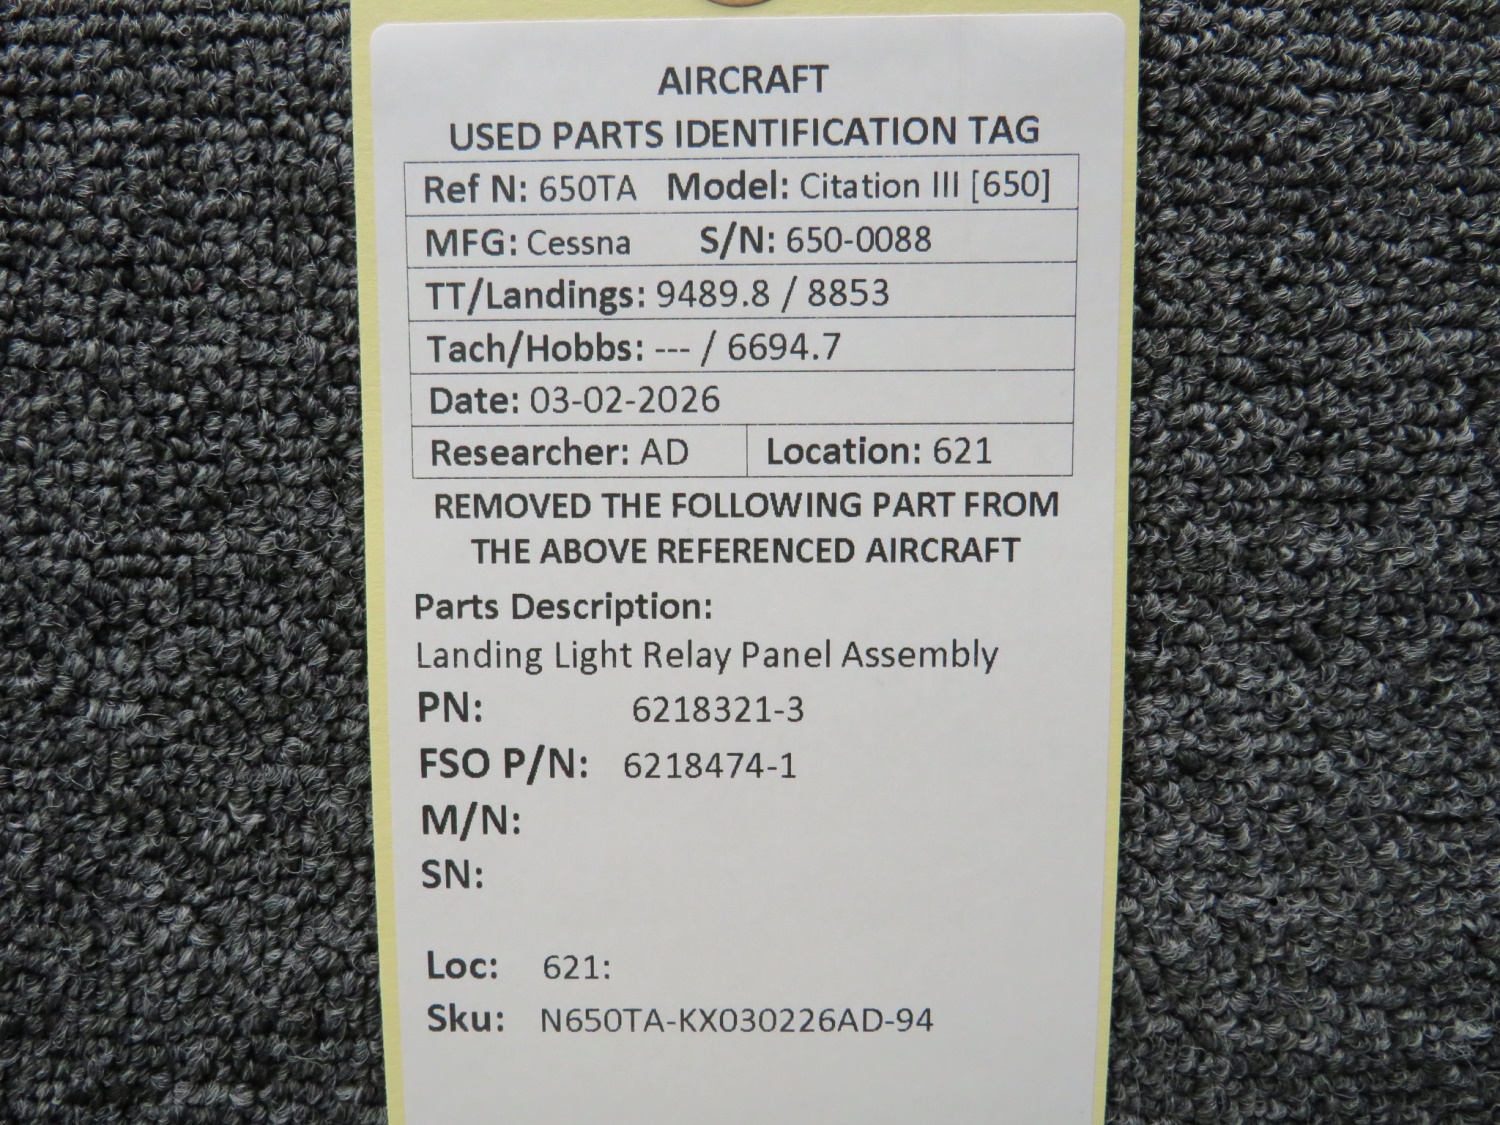 AIRCRAFT
USED PARTS IDENTIFICATION TAG
Ref N: 650TA Model: Citation III [650]
MFG: Cessna S/N: 650-0088
TT/Landings: 9489.8 / 8853
Tach/Hobbs: --- / 6694.7
Date: 03-02-2026
Researcher: AD Location: 621
REMOVED THE FOLLOWING PART FROM
THE ABOVE REFERENCED AIRCRAFT
Parts Description:
Landing Light Relay Panel Assembly
PN: 6218321-3
FSO P/N: 6218474-1
M/N:
SN:
Loc: 621:
Sku: N650TA-KX030226AD-94